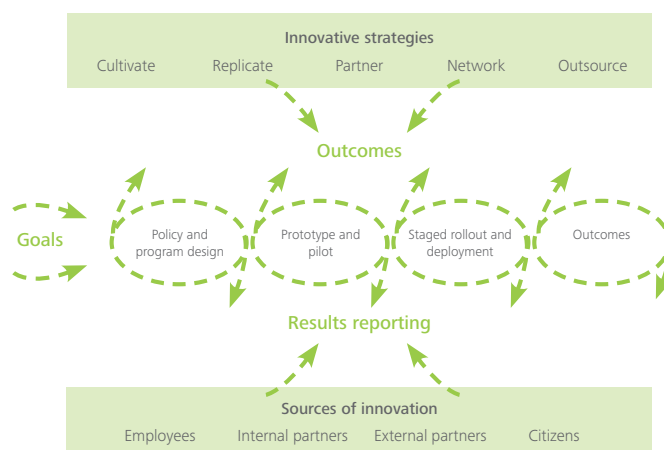 Innovative strategies
Cultivate Replicate Partner Network Outsource
Outcomes
Goals
Policy and
program design
Prototype and
pilot
Staged rollout and
deployment
Outcomes
Results reporting
Sources of innovation
Employees Internal partners External partners Citizens